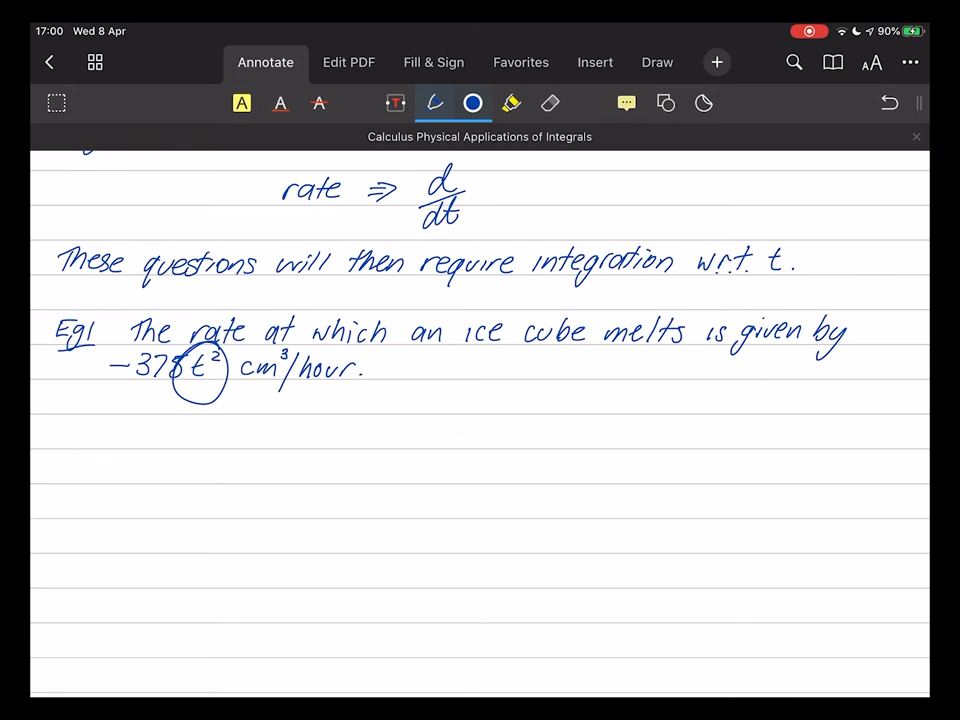 17:00 Wed 8 Apr 90%
Annotate Edit PDF Fill & Sign Favorites Insert Draw
Calculus Physical Applications of Integrals
rate ⇒ d/dt
These questions will then require integration w.r.t. t.
Eg1 The rate at which an ice cube melts is given by
-375t² cm³/hour.